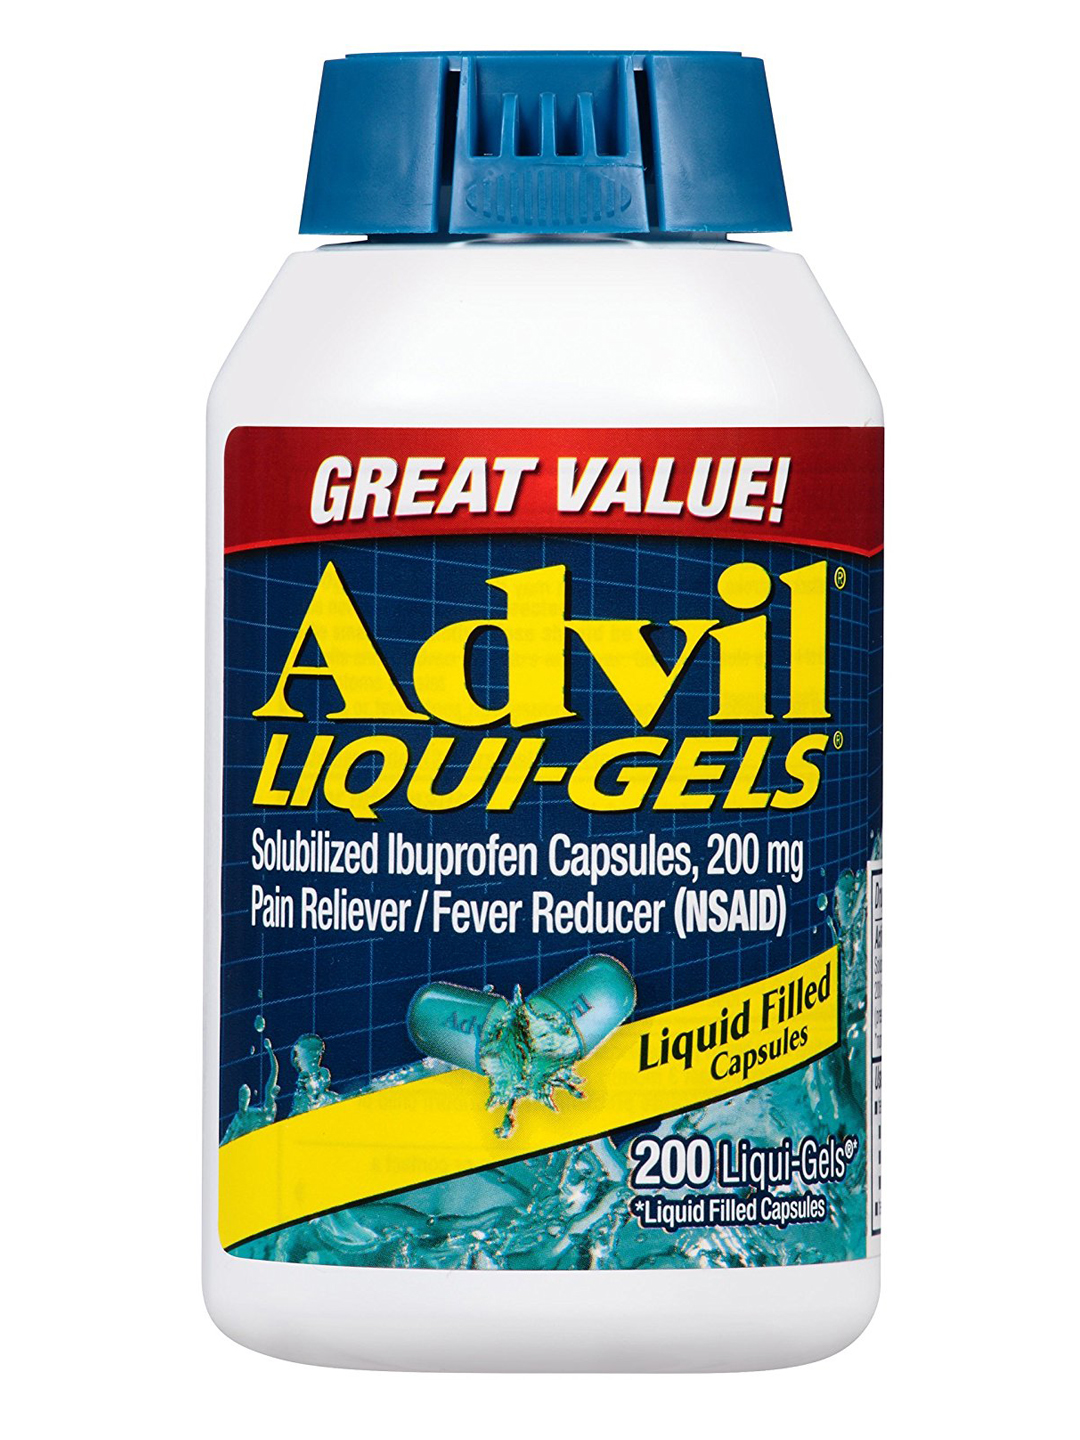 GREAT VALUE!
Advil®
LIQUI-GELS®
Solubilized Ibuprofen Capsules, 200 mg
Pain Reliever/Fever Reducer (NSAID)
Liquid Filled
Capsules
200 Liqui-Gels®*
*Liquid Filled Capsules